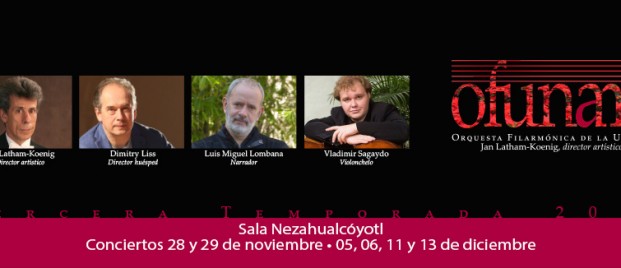 Latham-Koenig
Director artístico
Dimitry Liss
Director huésped
Luis Miguel Lombana
Narrador
Vladimir Sagaydo
Violonchelo
ofunam
Orquesta Filarmónica de la U
Jan Latham-Koenig, director artístico
ercera Temporada 20
Sala Nezahualcóyotl
Conciertos 28 y 29 de noviembre • 05, 06, 11 y 13 de diciembre